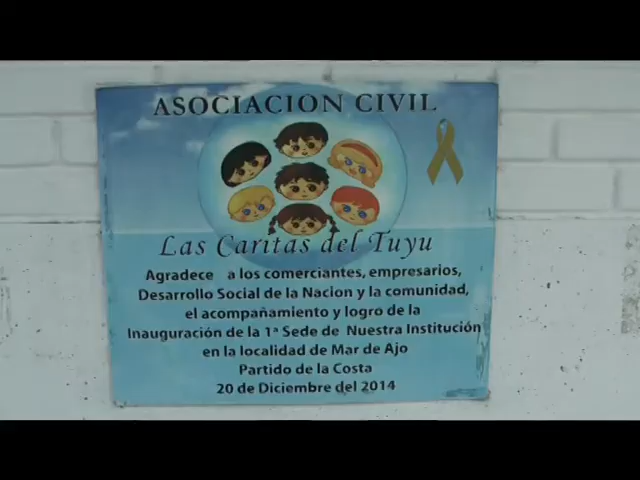 ASOCIACION CIVIL
Las Caritas del Tuyu
Agradece a los comerciantes, empresarios,
Desarrollo Social de la Nacion y la comunidad,
el acompañamiento y logro de la
Inauguración de la 1ª Sede de Nuestra Institución
en la localidad de Mar de Ajo
Partido de la Costa
20 de Diciembre del 2014